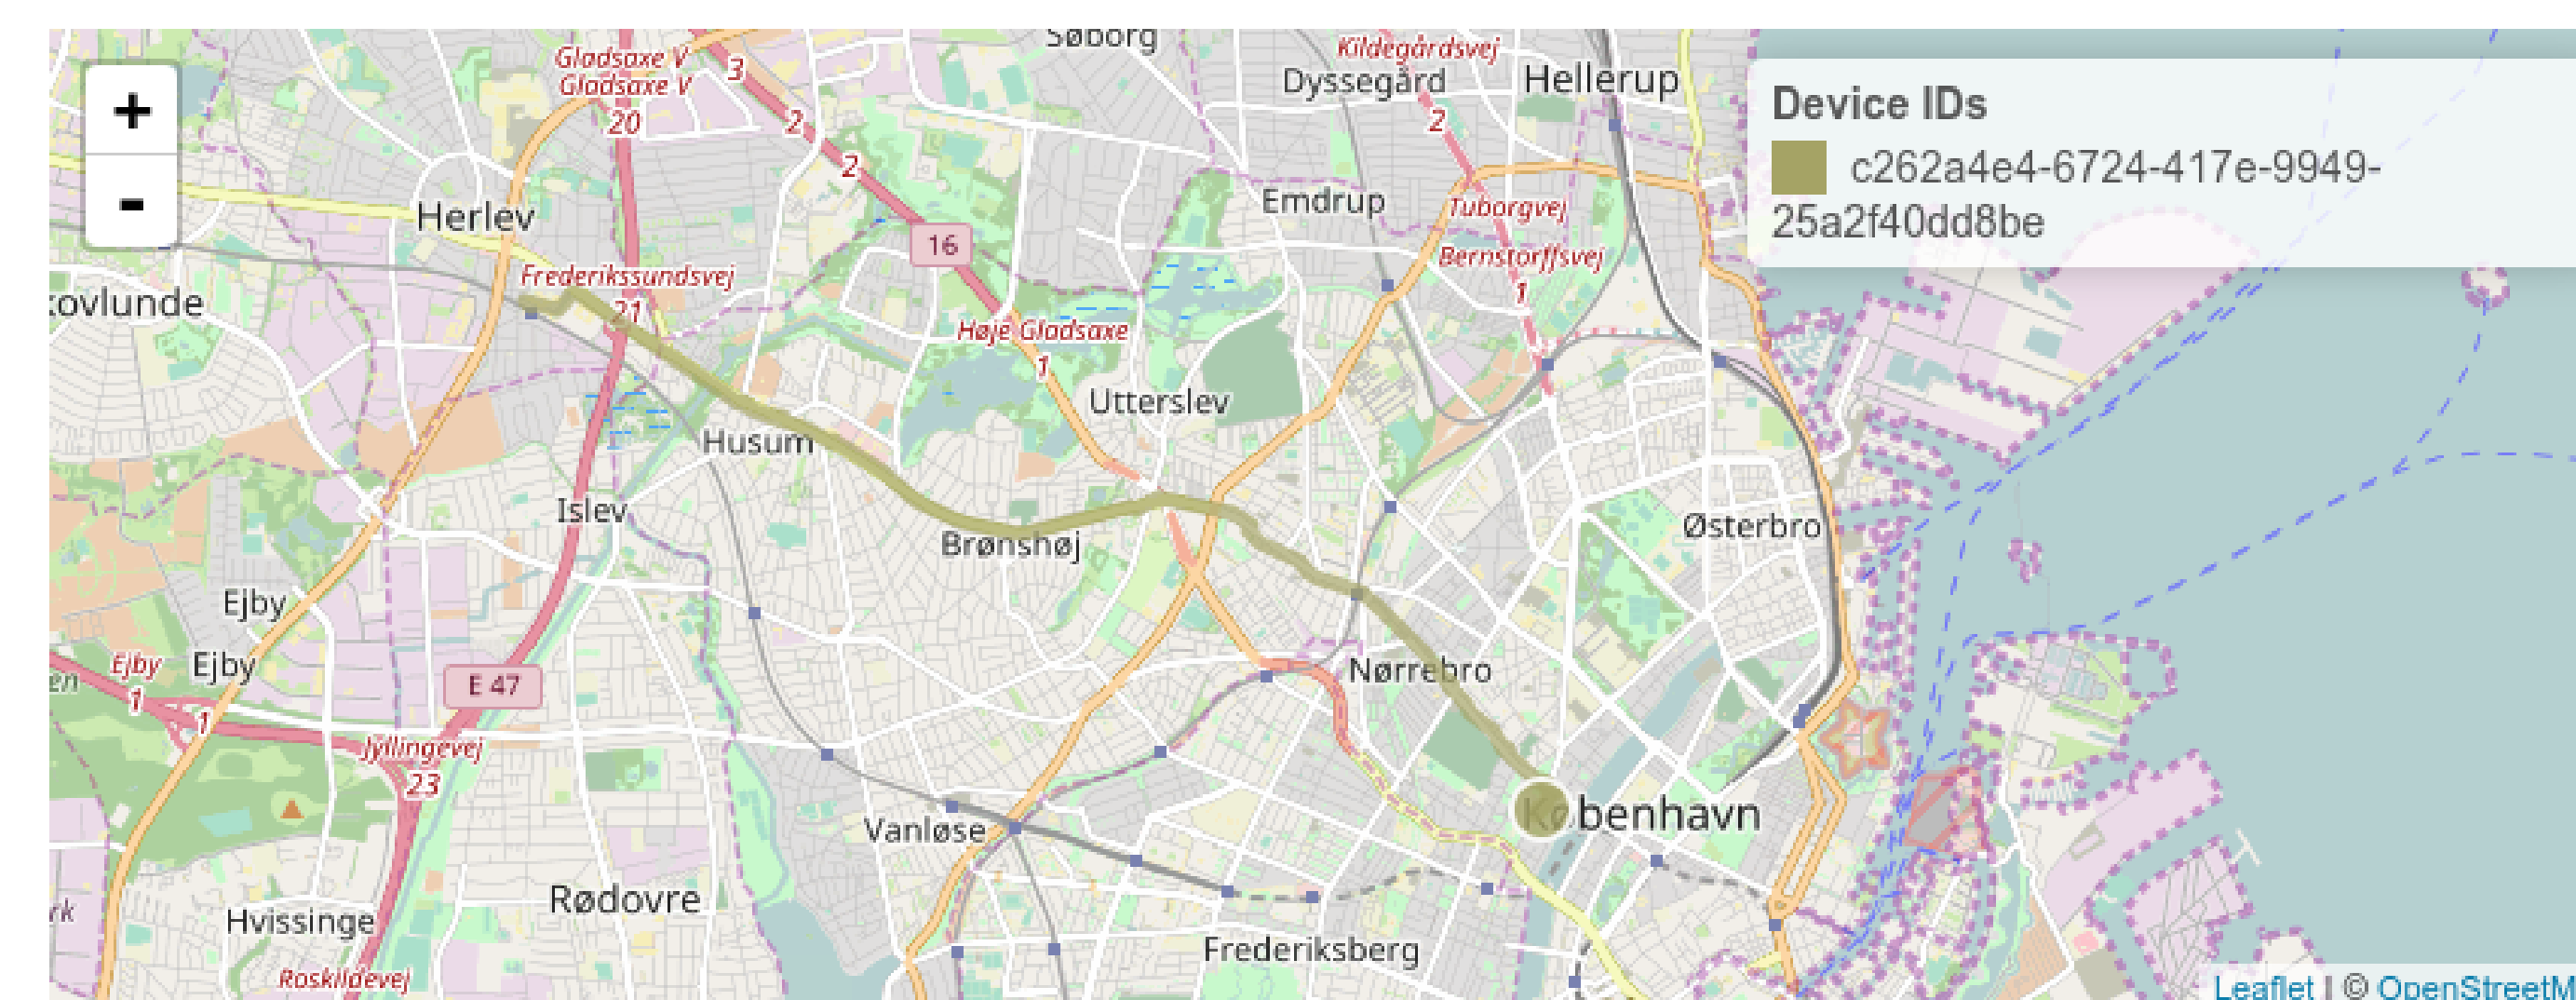 Søborg
Gladsaxe V
Gladsaxe V
20
3
2
2
Kildegårdsvej
Dyssegård
2
Hellerup
+
-
Device IDs
c262a4e4-6724-417e-9949-
25a2f40dd8be
Herlev
16
Emdrup
Tuborgvej
Bernstorffsvej
1
Frederikssundsvej
21
kovlunde
Høje Gladsaxe
1
Utterslev
Husum
Islev
Brønshøj
Østerbro
Ejby
Ejby
1
Ejby
1
en
E 47
Nørrebro
Jyllingevej
23
København
Vanløse
Rødovre
rk
Hvissinge
Frederiksberg
Roskildevej
Leaflet | © OpenStreetM